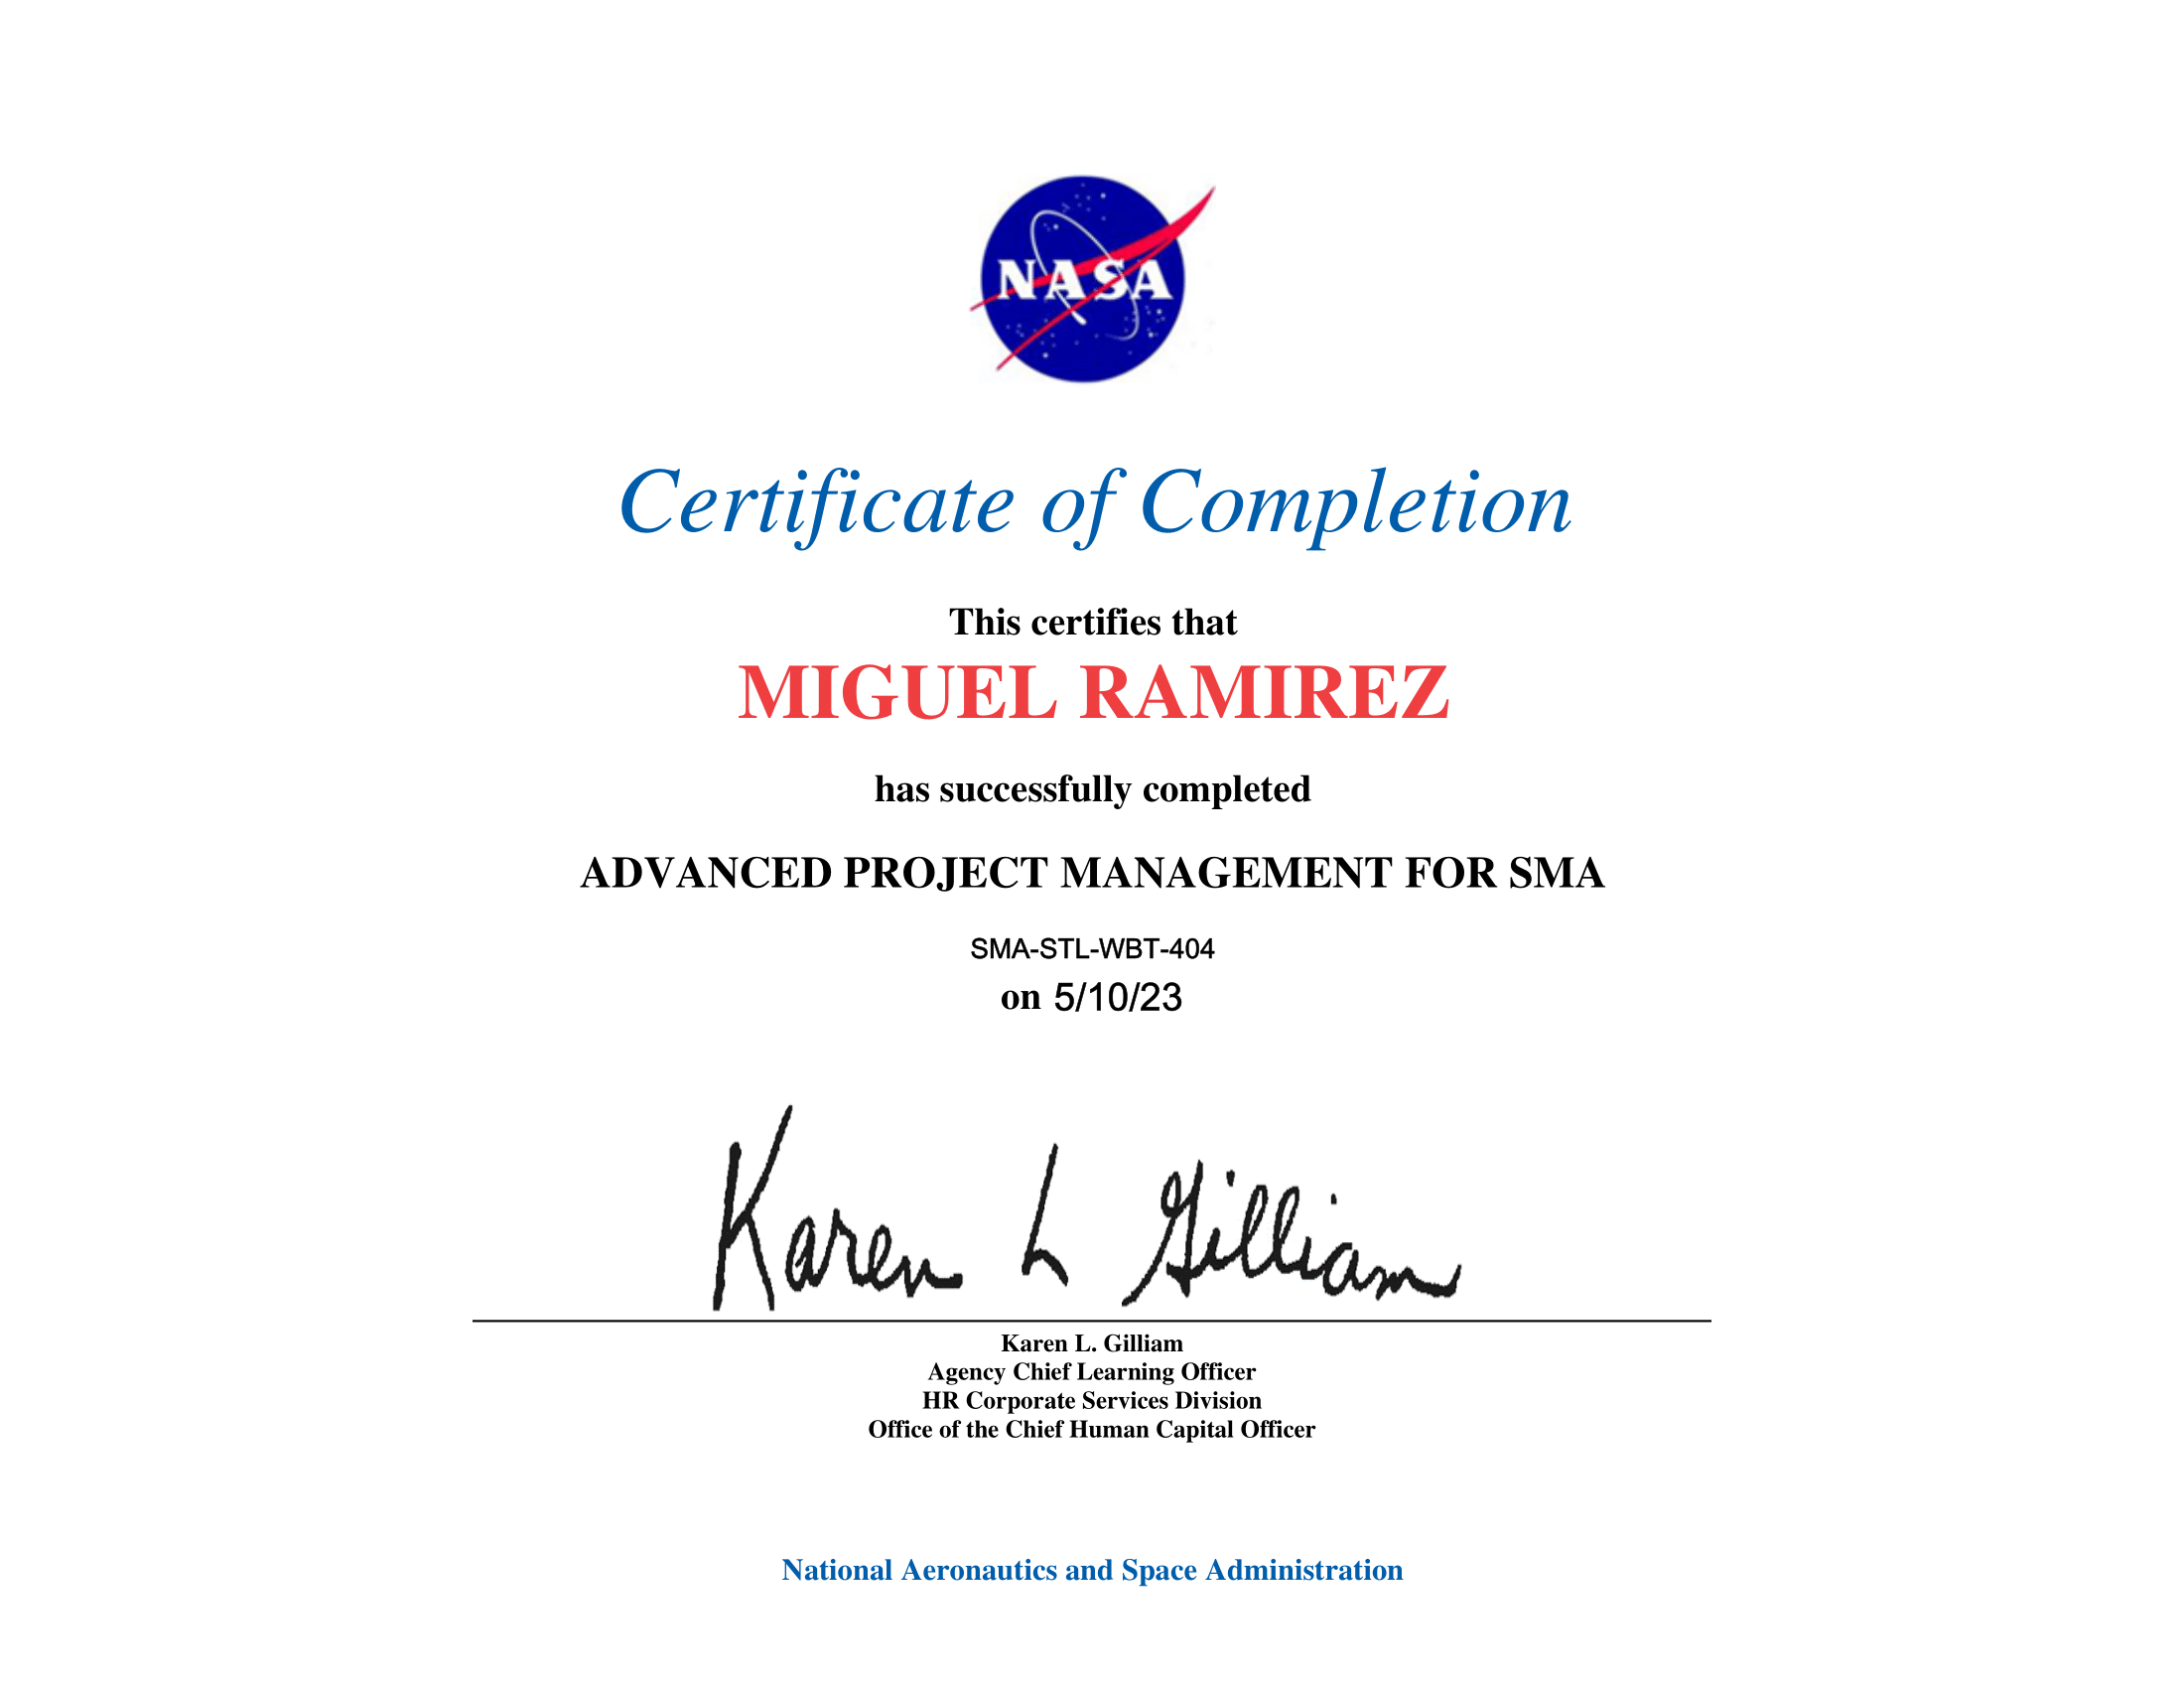 NASA
Certificate of Completion
This certifies that
MIGUEL RAMIREZ
has successfully completed
ADVANCED PROJECT MANAGEMENT FOR SMA
SMA-STL-WBT-404
on 5/10/23
Karen L Gilliam
Karen L. Gilliam
Agency Chief Learning Officer
HR Corporate Services Division
Office of the Chief Human Capital Officer
National Aeronautics and Space Administration